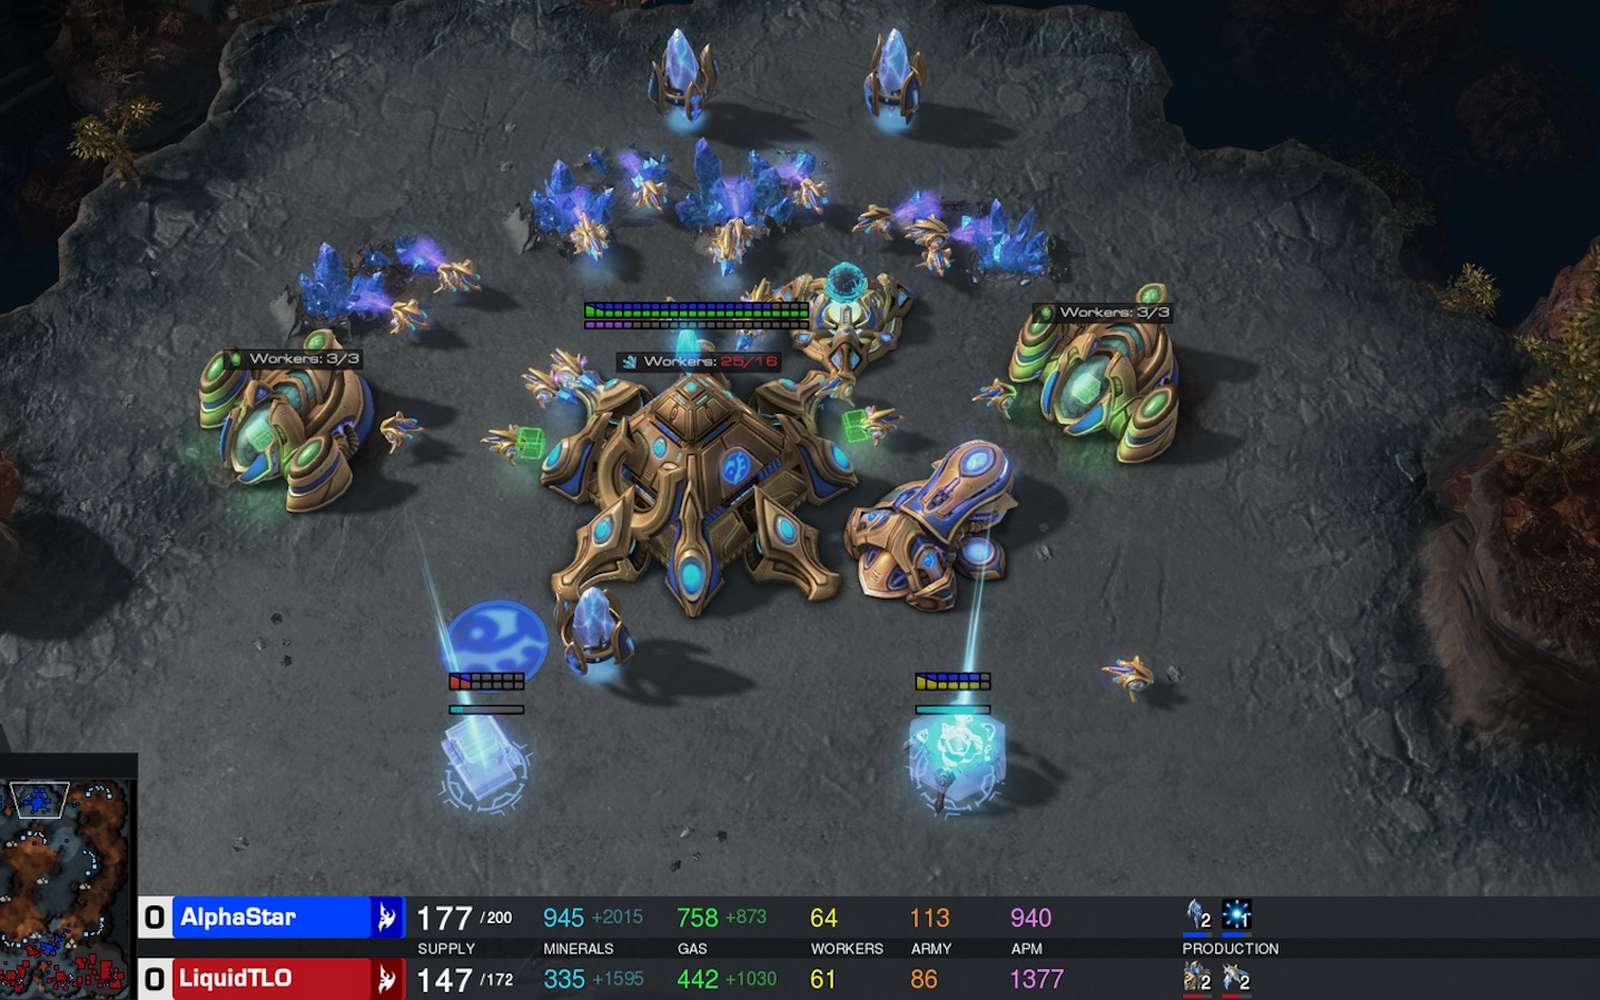 Workers: 3/3
Workers: 3/3
Workers: 25/16
0 AlphaStar 177 /200 945 +2015 758 +873 64 113 940 2 1
SUPPLY MINERALS GAS WORKERS ARMY APM PRODUCTION
0 LiquidTLO 147 /172 335 +1595 442 +1030 61 86 1377 2 2